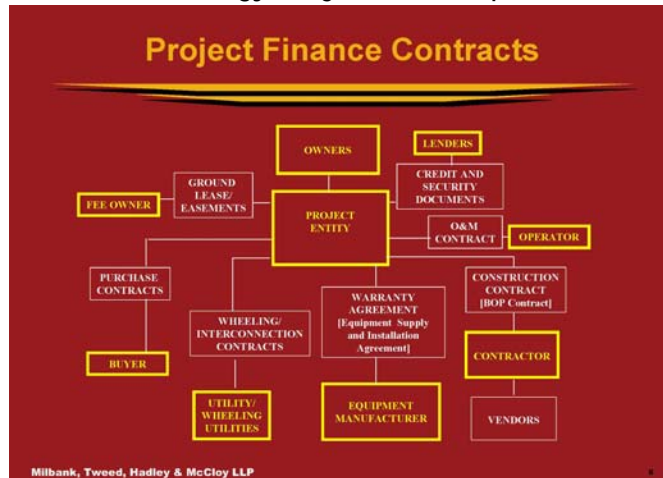 Project Finance Contracts
OWNERS
LENDERS
CREDIT AND
SECURITY
DOCUMENTS
GROUND
LEASE/
EASEMENTS
FEE OWNER
PROJECT
ENTITY
O&M
CONTRACT
OPERATOR
PURCHASE
CONTRACTS
WHEELING/
INTERCONNECTION
CONTRACTS
WARRANTY
AGREEMENT
[Equipment Supply
and Installation
Agreement]
CONSTRUCTION
CONTRACT
[BOP Contract]
BUYER
UTILITY/
WHEELING
UTILITIES
EQUIPMENT
MANUFACTURER
CONTRACTOR
VENDORS
Milbank, Tweed, Hadley & McCloy LLP